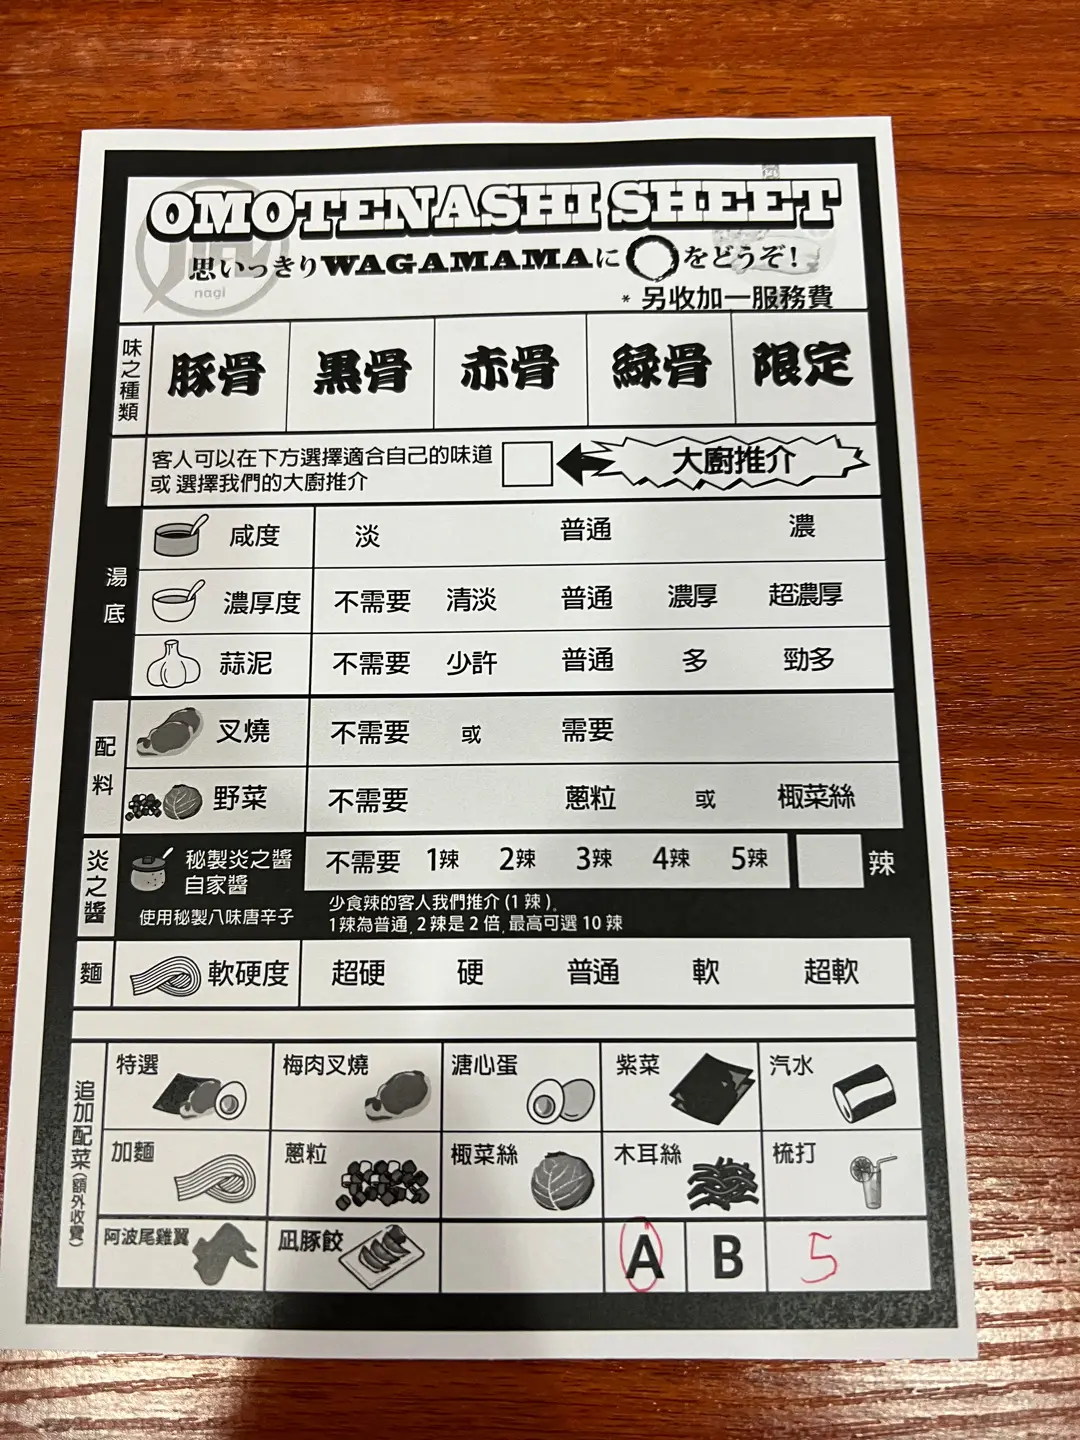 OMOTENASHI SHEET
思いっきりWAGAMAMAに◯をどうぞ!
nagi
* 另收加一服務費
味之種類 豚骨 黒骨 赤骨 緑骨 限定
客人可以在下方選擇適合自己的味道
或 選擇我們的大廚推介
大廚推介
湯底
咸度 淡 普通 濃
濃厚度 不需要 清淡 普通 濃厚 超濃厚
蒜泥 不需要 少許 普通 多 勁多
配料
叉燒 不需要 或 需要
野菜 不需要 蔥粒 或 椰菜絲
炎之醬
秘製炎之醬
自家醬
使用秘製八味唐辛子
不需要 1辣 2辣 3辣 4辣 5辣 辣
少食辣的客人我們推介 (1 辣)。
1辣為普通, 2辣是2倍, 最高可選 10 辣
麵 軟硬度 超硬 硬 普通 軟 超軟
追加配菜(額外收費)
特選 梅肉叉燒 溏心蛋 紫菜 汽水
加麵 蔥粒 椰菜絲 木耳絲 梳打
阿波尾雞翼 凪豚餃 A B 5